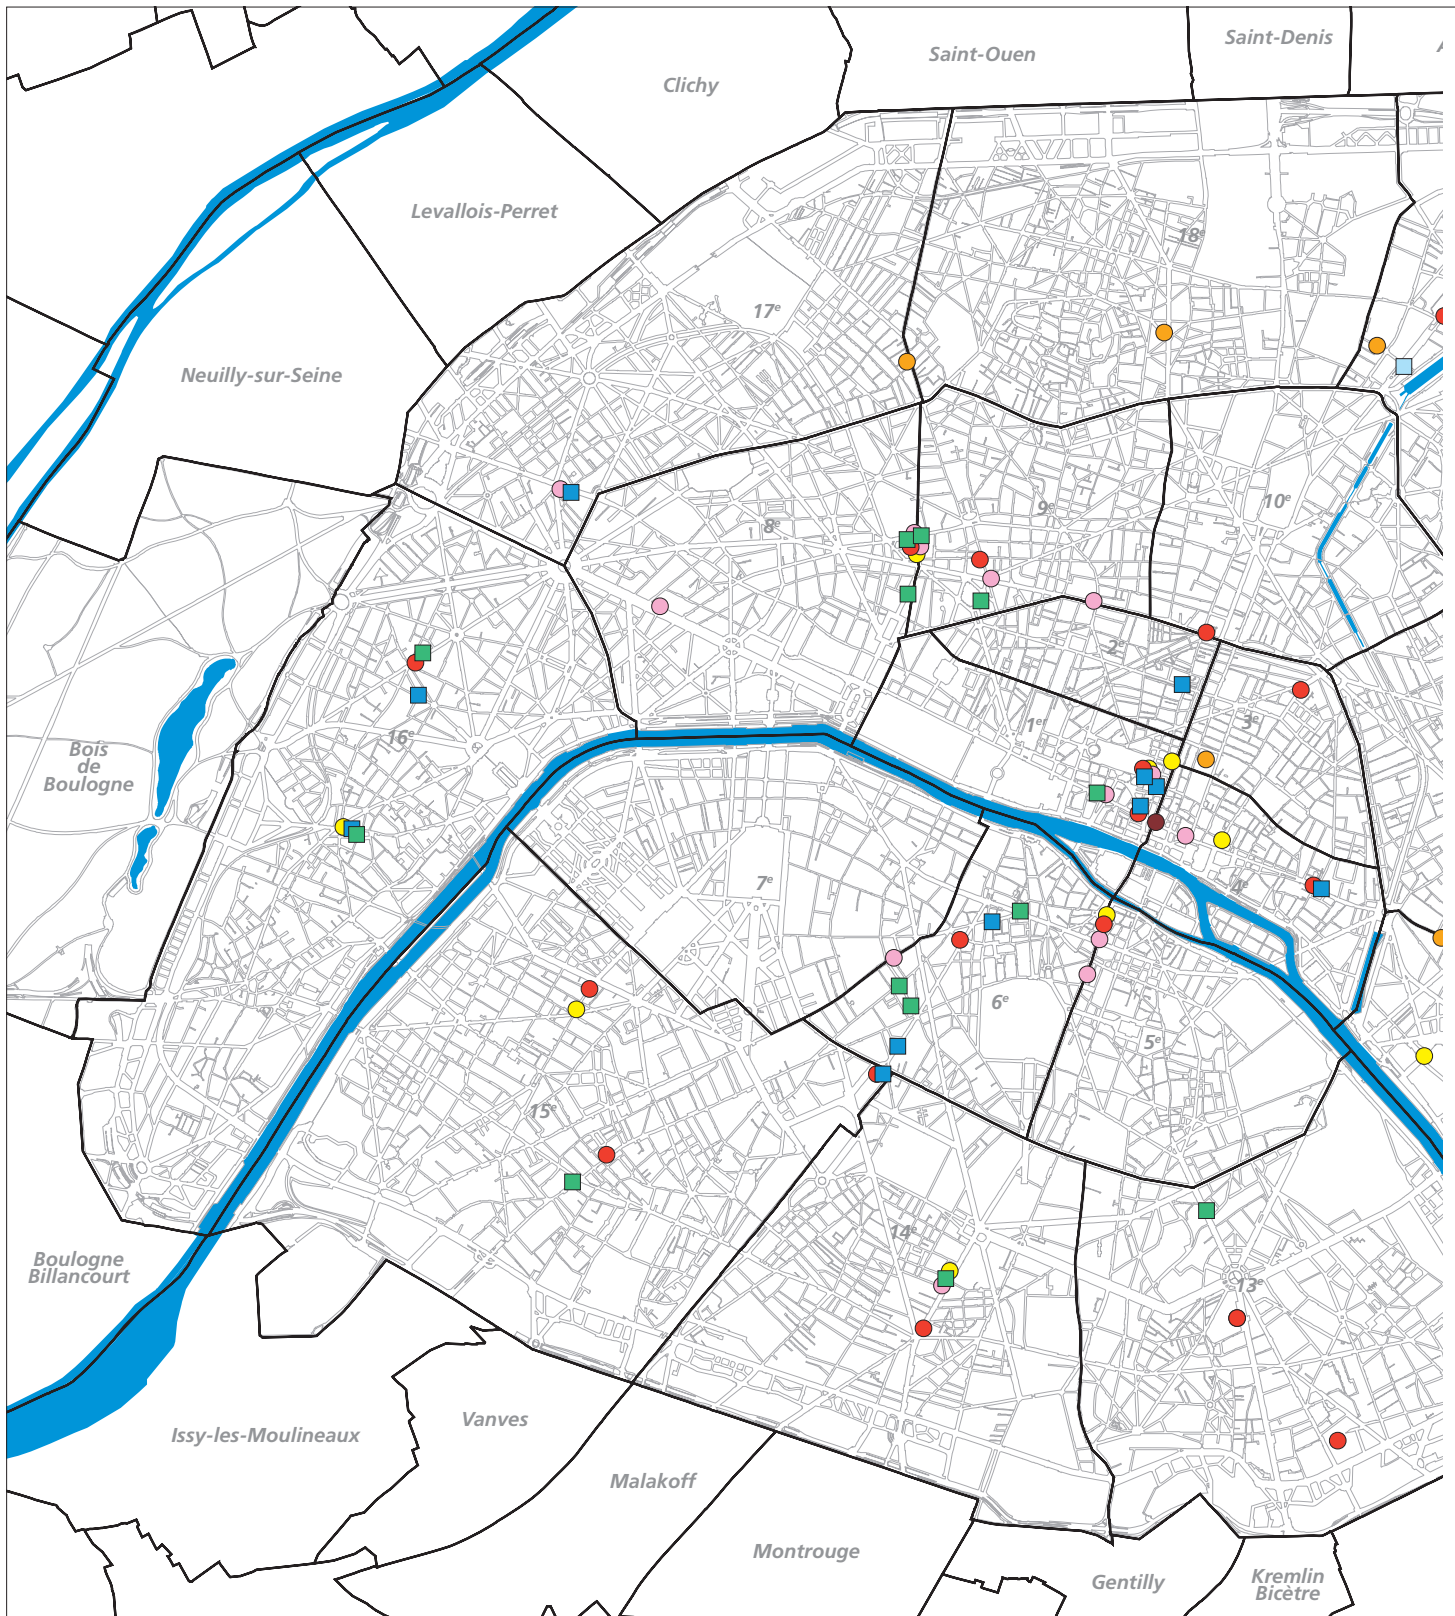 Saint-Denis
Saint-Ouen
A
Clichy
Levallois-Perret
18e
17e
Neuilly-sur-Seine
10e
9e
8e
2e
3e
1er
16e
Bois
de
Boulogne
7e
4e
6e
5e
15e
14e
Boulogne
Billancourt
13e
Vanves
Issy-les-Moulineaux
Malakoff
Montrouge
Gentilly
Kremlin
Bicètre